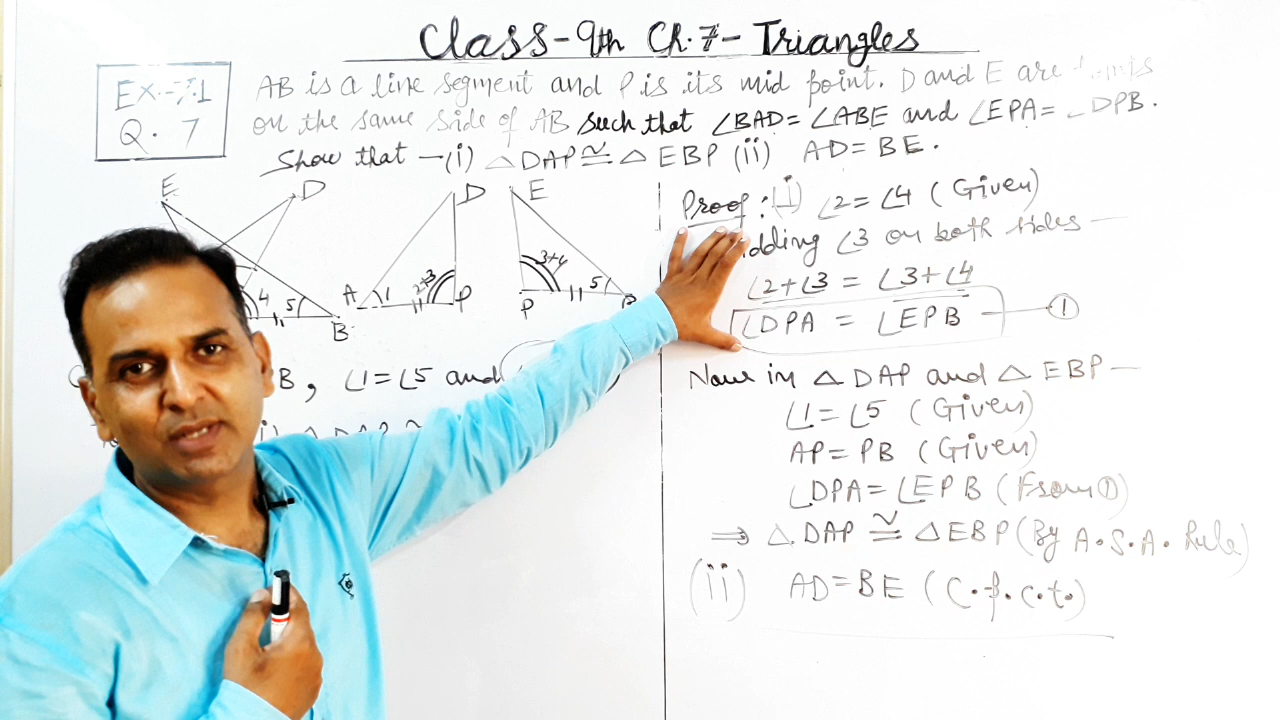 Class-9th Ch.7- Triangles
Ex.-7.1
Q. 7
AB is a line segment and P is its mid point. D and E are points
on the same side of AB such that ∠BAD=∠ABE and ∠EPA=∠DPB.
Show that -(i) △DAP≅△EBP (ii) AD=BE.
E D
4 5 B
D
A 1 2+3 P
E
3+4 5
P B
B, ∠1=∠5 and
Proof: (i) ∠2=∠4 (Given)
adding ∠3 on both sides-
∠2+∠3=∠3+∠4
∠DPA=∠EPB - ①
Now in △DAP and △EBP-
∠1=∠5 (Given)
AP=PB (Given)
∠DPA=∠EPB (From ①)
⇒ △DAP≅△EBP (By A.S.A. Rule)
(ii) AD=BE (C.p.c.t.)